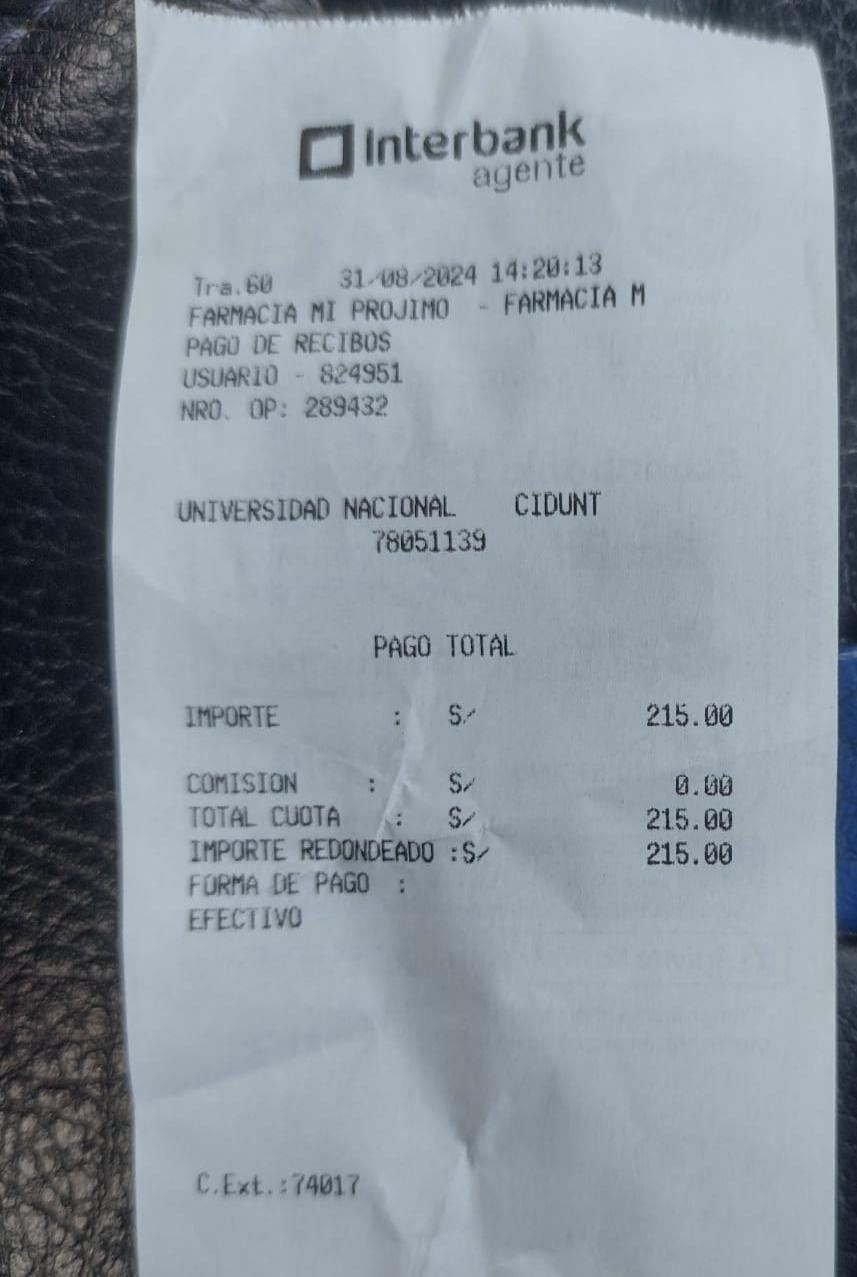 Interbank
agente
Tra.60 31/08/2024 14:20:13
FARMACIA MI PROJIMO - FARMACIA M
PAGO DE RECIBOS
USUARIO - 824951
NRO. OP: 289432
UNIVERSIDAD NACIONAL CIDUNT
78051139
PAGO TOTAL
IMPORTE : S/ 215.00
COMISION : S/ 0.00
TOTAL CUOTA : S/ 215.00
IMPORTE REDONDEADO :S/ 215.00
FORMA DE PAGO :
EFECTIVO
C.Ext.:74017